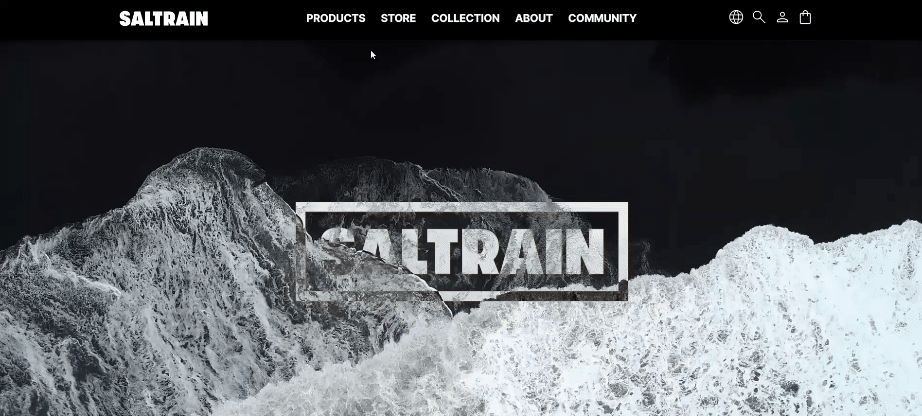 SALTRAIN PRODUCTS STORE COLLECTION ABOUT COMMUNITY
SALTRAIN